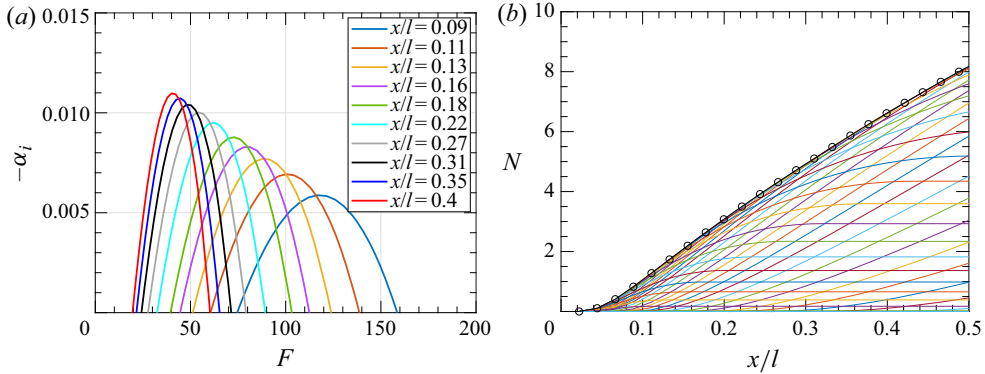 (a)
0.015
0.010
0.005
−αi
5
50
100
150
200
F
x/l = 0.09
x/l = 0.11
x/l = 0.13
x/l = 0.16
x/l = 0.18
x/l = 0.22
x/l = 0.27
x/l = 0.31
x/l = 0.35
x/l = 0.4
(b)
10
8
6
4
2
N
0
0.1
0.2
0.3
0.4
0.5
x/l